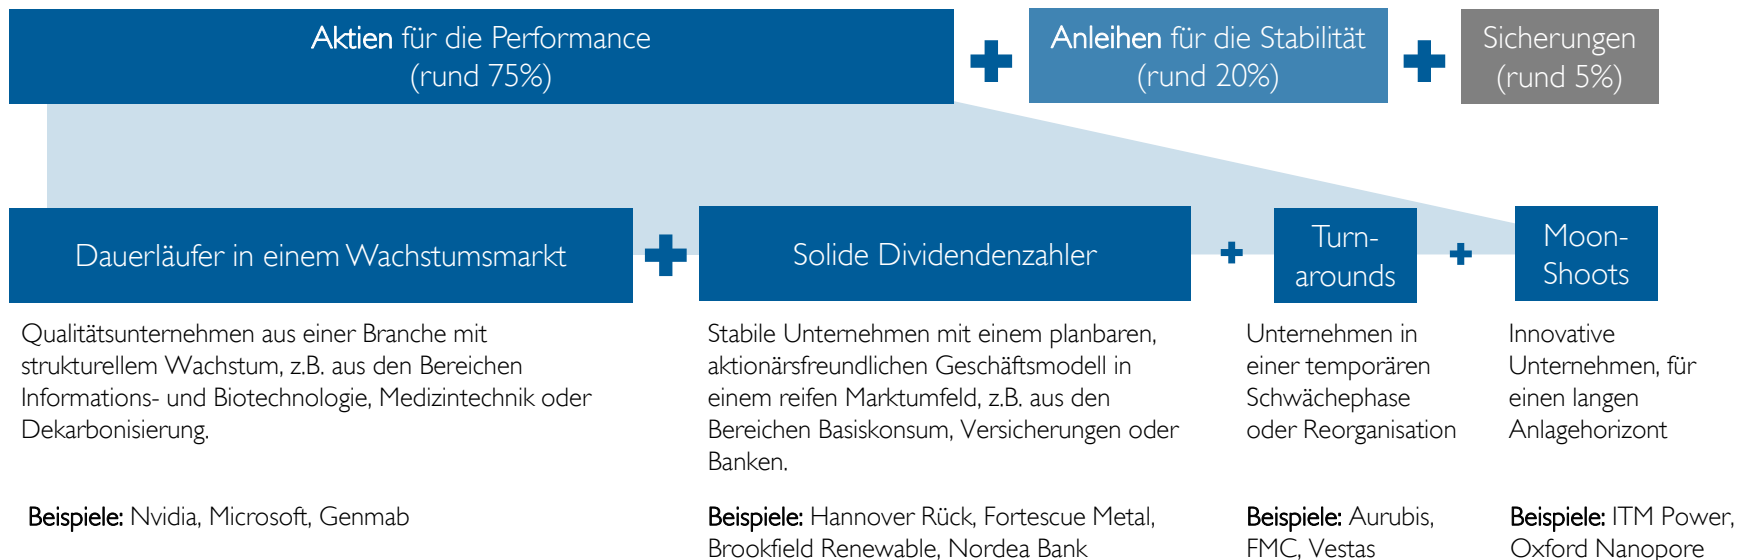 Aktien für die Performance
(rund 75%)
Anleihen für die Stabilität
(rund 20%)
Sicherungen
(rund 5%)
Dauerläufer in einem Wachstumsmarkt
Solide Dividendenzahler
Turn-
arounds
Moon-
Shoots
Qualitätsunternehmen aus einer Branche mit
strukturellem Wachstum, z.B. aus den Bereichen
Informations- und Biotechnologie, Medizintechnik oder
Dekarbonisierung.
Beispiele: Nvidia, Microsoft, Genmab
Stabile Unternehmen mit einem planbaren,
aktionärsfreundlichen Geschäftsmodell in
einem reifen Marktumfeld, z.B. aus den
Bereichen Basiskonsum, Versicherungen oder
Banken.
Beispiele: Hannover Rück, Fortescue Metal,
Brookfield Renewable, Nordea Bank
Unternehmen in
einer temporären
Schwächephase
oder Reorganisation
Beispiele: Aurubis,
FMC, Vestas
Innovative
Unternehmen, für
einen langen
Anlagehorizont
Beispiele: ITM Power,
Oxford Nanopore